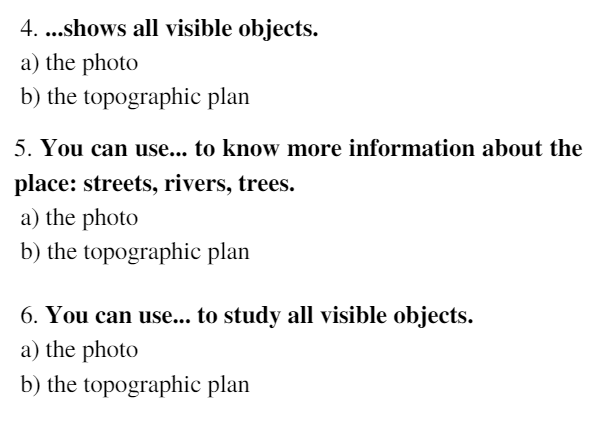 4. ...shows all visible objects.
a) the photo
b) the topographic plan
5. You can use... to know more information about the
place: streets, rivers, trees.
a) the photo
b) the topographic plan
6. You can use... to study all visible objects.
a) the photo
b) the topographic plan